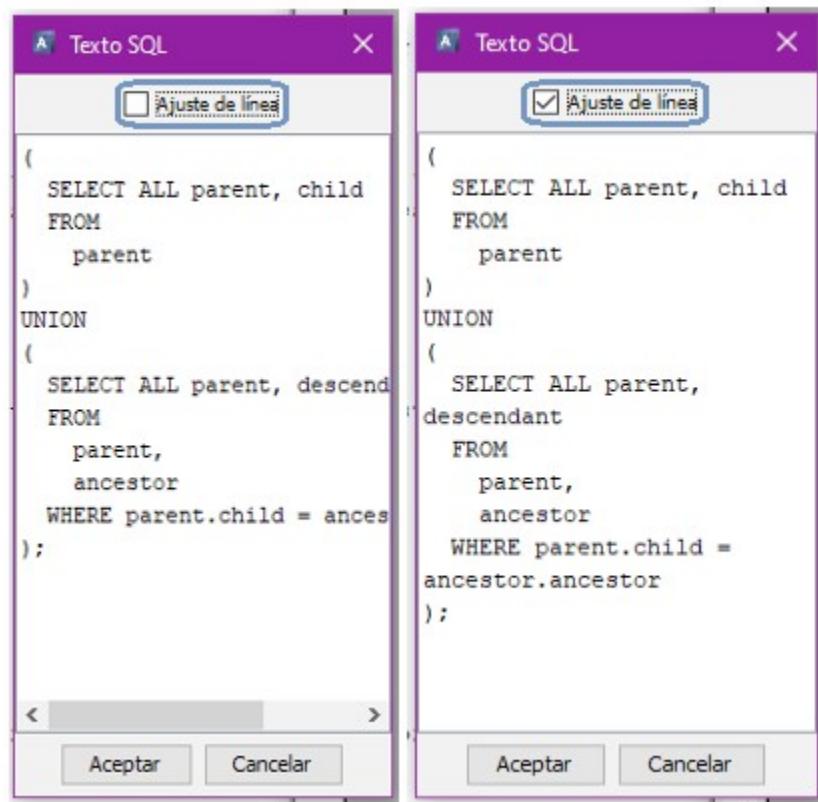 Texto SQL
Ajuste de línea
(
  SELECT ALL parent, child
  FROM
    parent
)
UNION
(
  SELECT ALL parent, descend
  FROM
    parent,
    ancestor
  WHERE parent.child = ances
);
Aceptar Cancelar
Texto SQL
Ajuste de línea
(
  SELECT ALL parent, child
  FROM
    parent
)
UNION
(
  SELECT ALL parent,
descendant
  FROM
    parent,
    ancestor
  WHERE parent.child =
ancestor.ancestor
);
Aceptar Cancelar